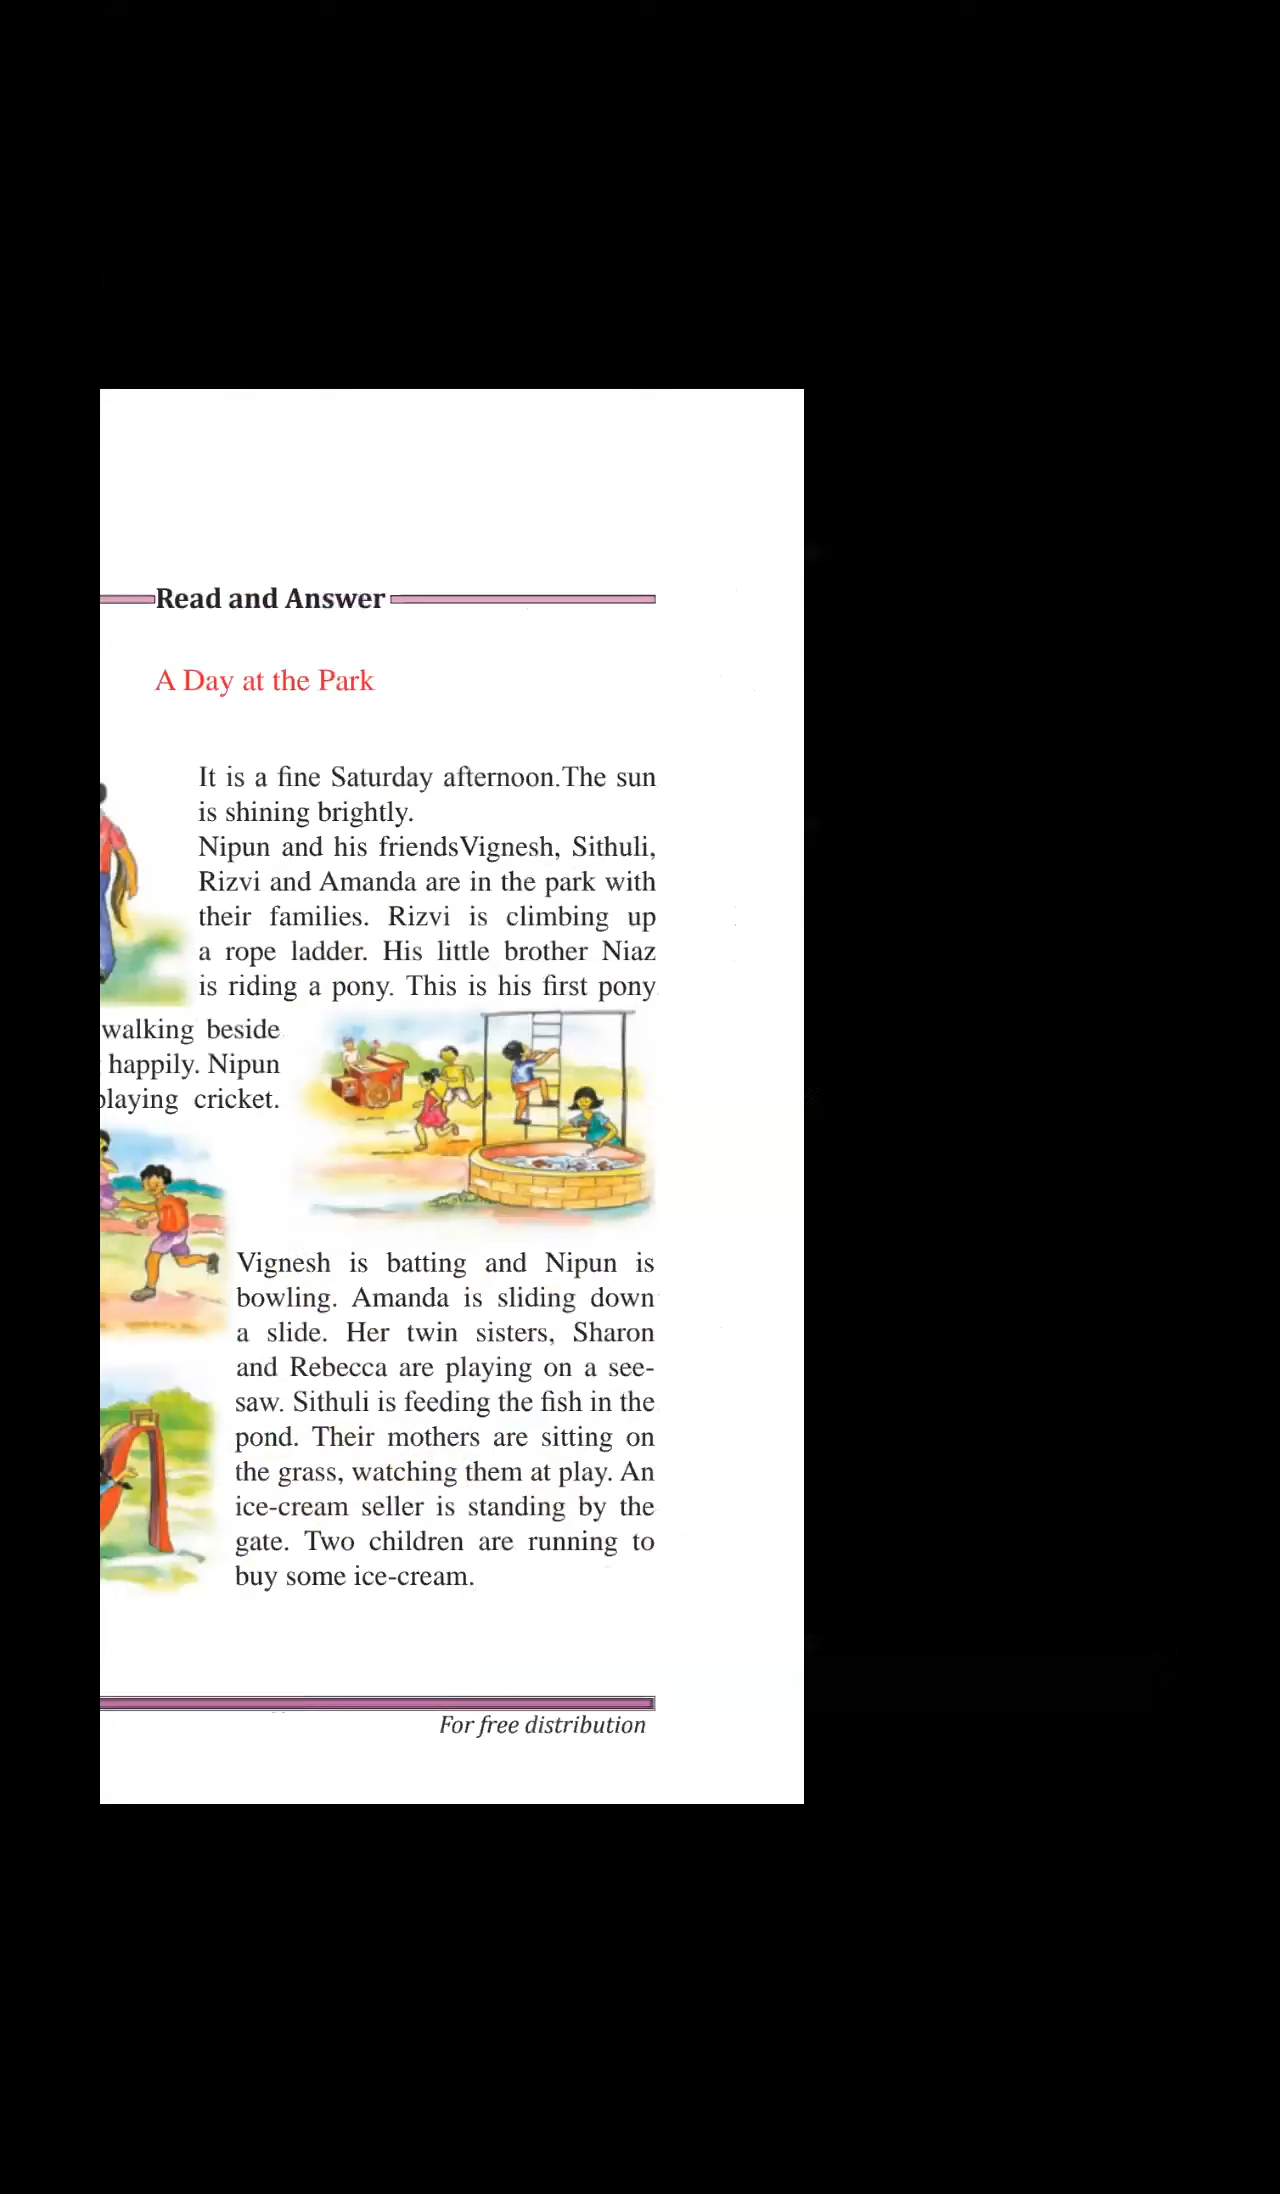 Read and Answer
A Day at the Park
It is a fine Saturday afternoon.The sun
is shining brightly.
Nipun and his friendsVignesh, Sithuli,
Rizvi and Amanda are in the park with
their families. Rizvi is climbing up
a rope ladder. His little brother Niaz
is riding a pony. This is his first pony
walking beside
happily. Nipun
playing cricket.
Vignesh is batting and Nipun is
bowling. Amanda is sliding down
a slide. Her twin sisters, Sharon
and Rebecca are playing on a see-
saw. Sithuli is feeding the fish in the
pond. Their mothers are sitting on
the grass, watching them at play. An
ice-cream seller is standing by the
gate. Two children are running to
buy some ice-cream.
For free distribution